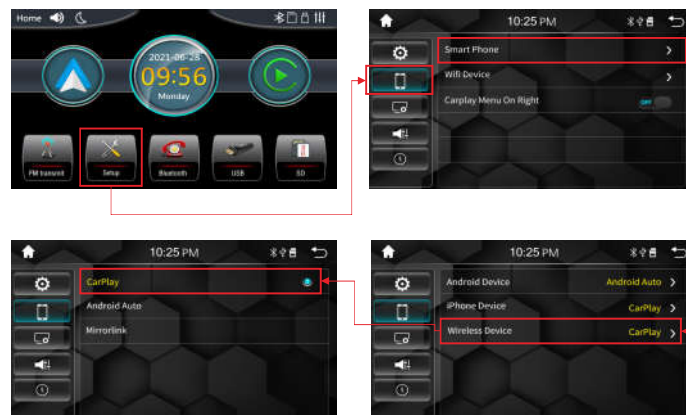 Home
2021-06-28
09:56
Monday
FM transmit
Setup
Bluetooth
USB
SD
10:25 PM
Smart Phone
Wifi Device
Carplay Menu On Right
OFF
10:25 PM
CarPlay
Android Auto
Mirrorlink
10:25 PM
Android Device Android Auto
iPhone Device CarPlay
Wireless Device CarPlay